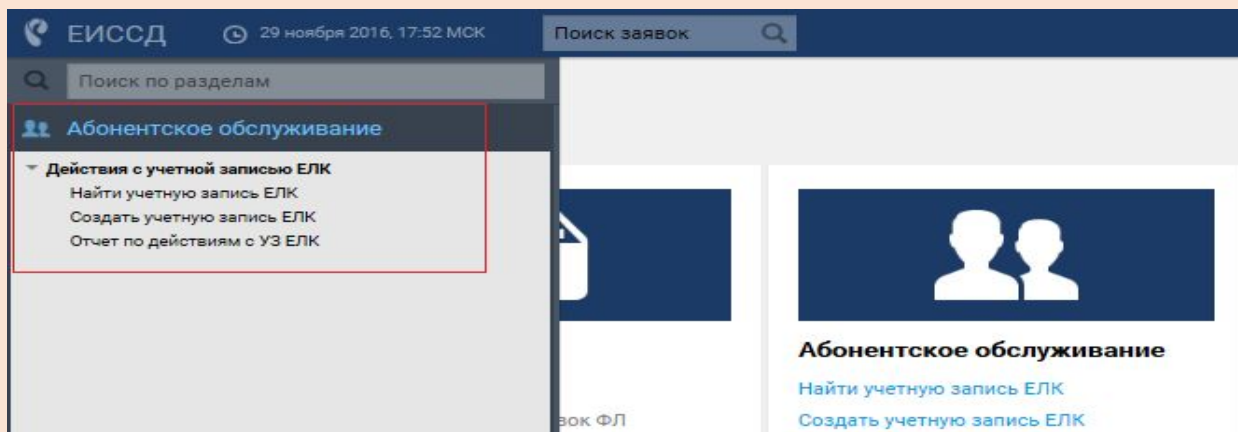 ЕИССД
29 ноября 2016, 17:52 МСК
Поиск заявок
Поиск по разделам
Абонентское обслуживание
Действия с учетной записью ЕЛК
Найти учетную запись ЕЛК
Создать учетную запись ЕЛК
Отчет по действиям с УЗ ЕЛК
ФЛ
Абонентское обслуживание
Найти учетную запись ЕЛК
Создать учетную запись ЕЛК